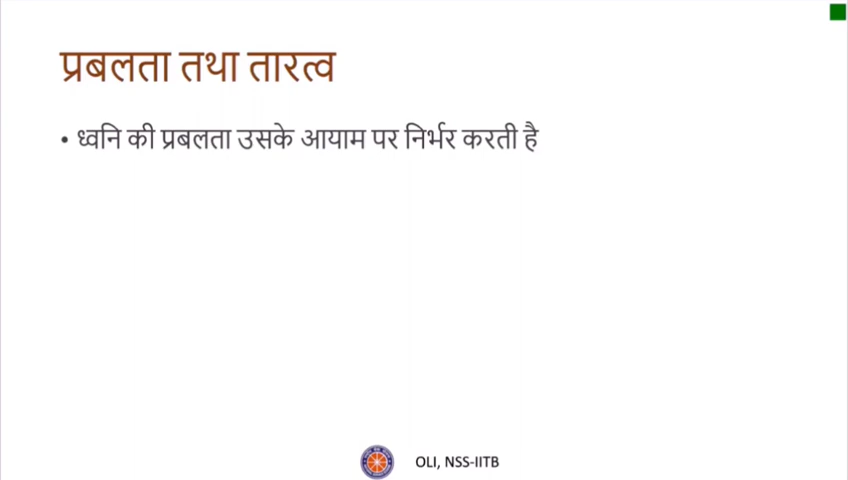 प्रबलता तथा तारत्व
• ध्वनि की प्रबलता उसके आयाम पर निर्भर करती है
OLI, NSS-IITB